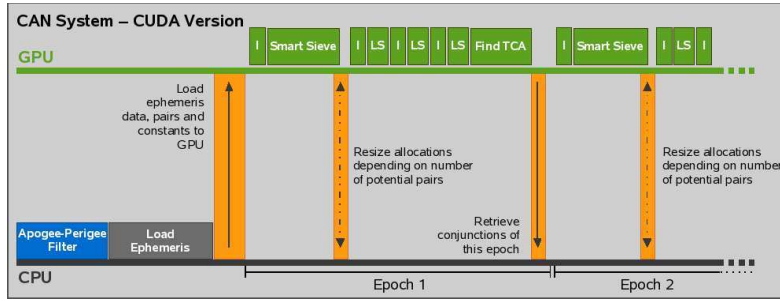 CAN System – CUDA Version
I Smart Sieve I LS I LS I LS Find TCA I Smart Sieve I LS I
GPU
Load
ephemeris
data, pairs and
constants to
GPU
Resize allocations
depending on number
of potential pairs
Resize allocations
depending on number
of potential pairs
Retrieve
conjunctions of
this epoch
Apogee-Perigee
Filter
Load
Ephemeris
CPU
Epoch 1
Epoch 2